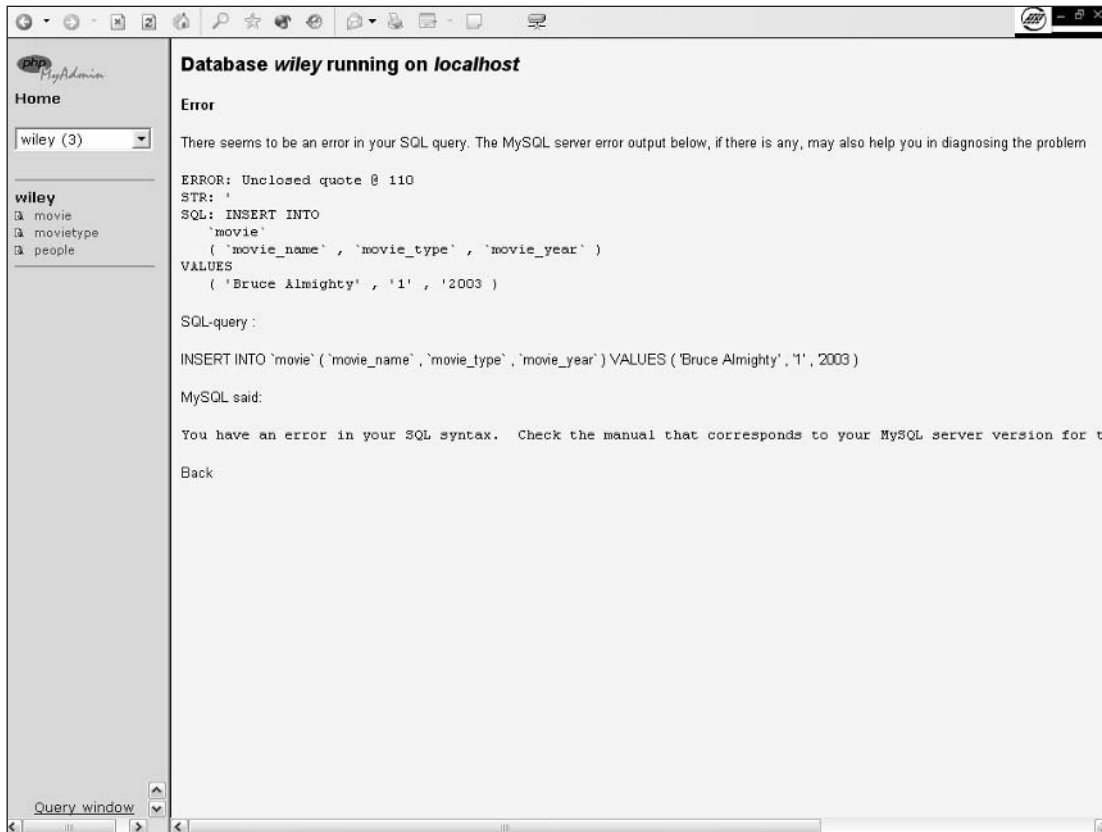 php
MyAdmin
Home
wiley (3)
wiley
movie
movietype
people
Query window
Database wiley running on localhost
Error
There seems to be an error in your SQL query. The MySQL server error output below, if there is any, may also help you in diagnosing the problem
ERROR: Unclosed quote @ 110
STR: '
SQL: INSERT INTO
`movie`
( `movie_name` , `movie_type` , `movie_year` )
VALUES
( 'Bruce Almighty' , '1' , '2003 )
SQL-query :
INSERT INTO `movie` ( `movie_name` , `movie_type` , `movie_year` ) VALUES ( 'Bruce Almighty' , '1' , '2003 )
MySQL said:
You have an error in your SQL syntax. Check the manual that corresponds to your MySQL server version for t
Back